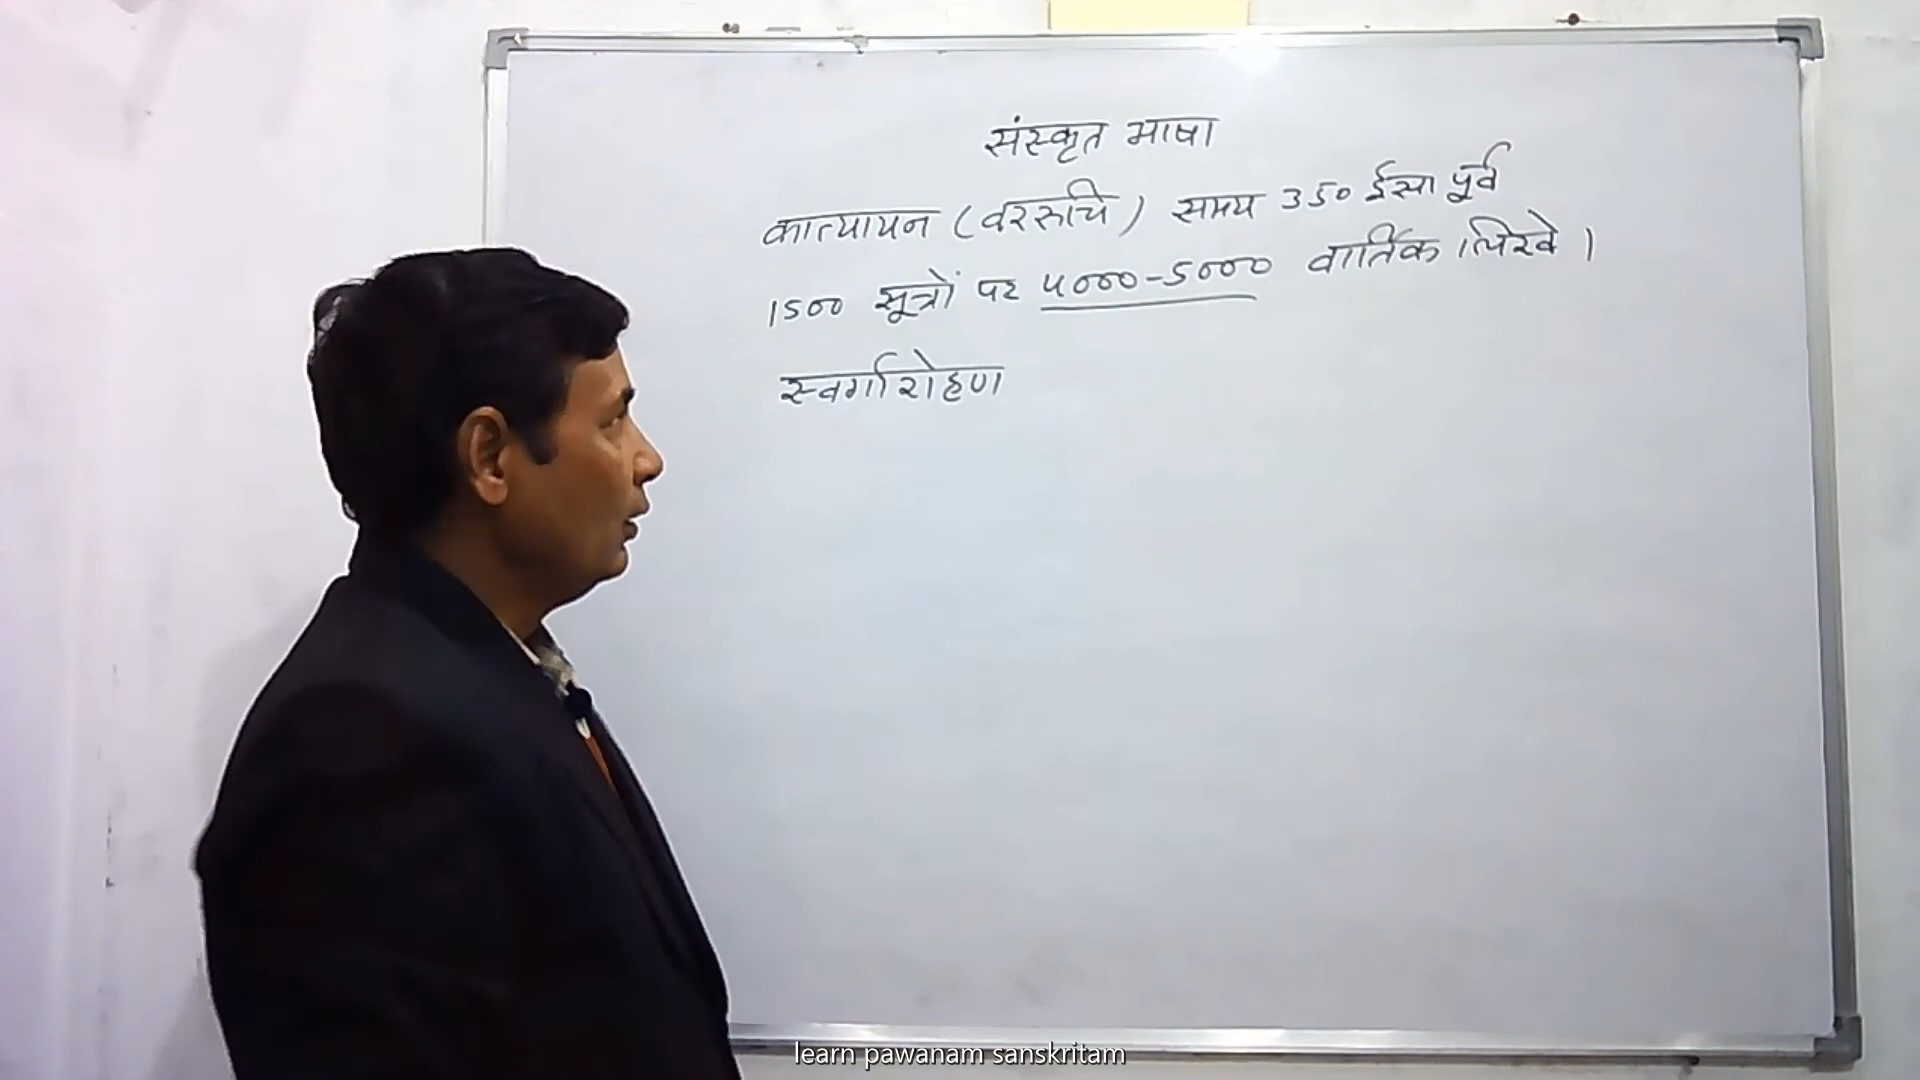 संस्कृत भाषा
कात्यायन (वररुचि) समय 350 ईसा पूर्व
1500 सूत्रों पर 4000-5000 वार्तिक लिखे।
स्वर्गारोहण
learn pawanam sanskritam